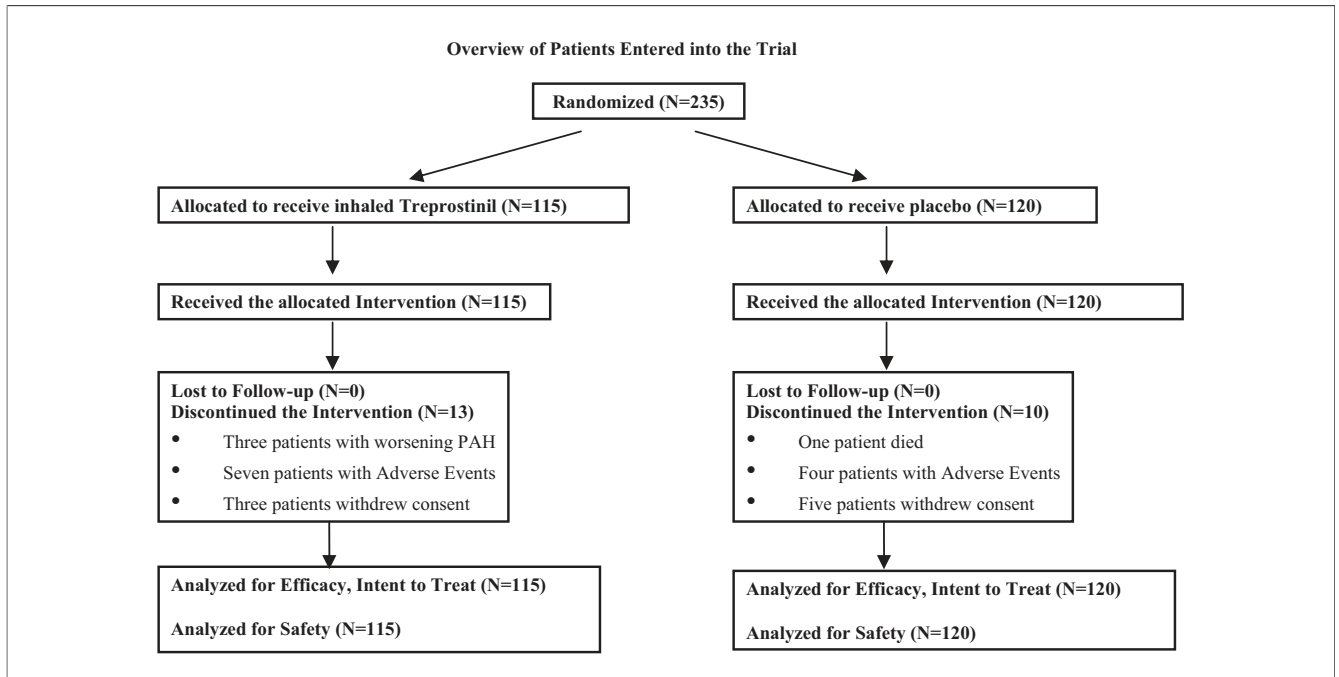 Overview of Patients Entered into the Trial
Randomized (N=235)
Allocated to receive inhaled Treprostinil (N=115)
Allocated to receive placebo (N=120)
Received the allocated Intervention (N=115)
Received the allocated Intervention (N=120)
Lost to Follow-up (N=0)
Discontinued the Intervention (N=13)
• Three patients with worsening PAH
• Seven patients with Adverse Events
• Three patients withdrew consent
Lost to Follow-up (N=0)
Discontinued the Intervention (N=10)
• One patient died
• Four patients with Adverse Events
• Five patients withdrew consent
Analyzed for Efficacy, Intent to Treat (N=115)
Analyzed for Safety (N=115)
Analyzed for Efficacy, Intent to Treat (N=120)
Analyzed for Safety (N=120)